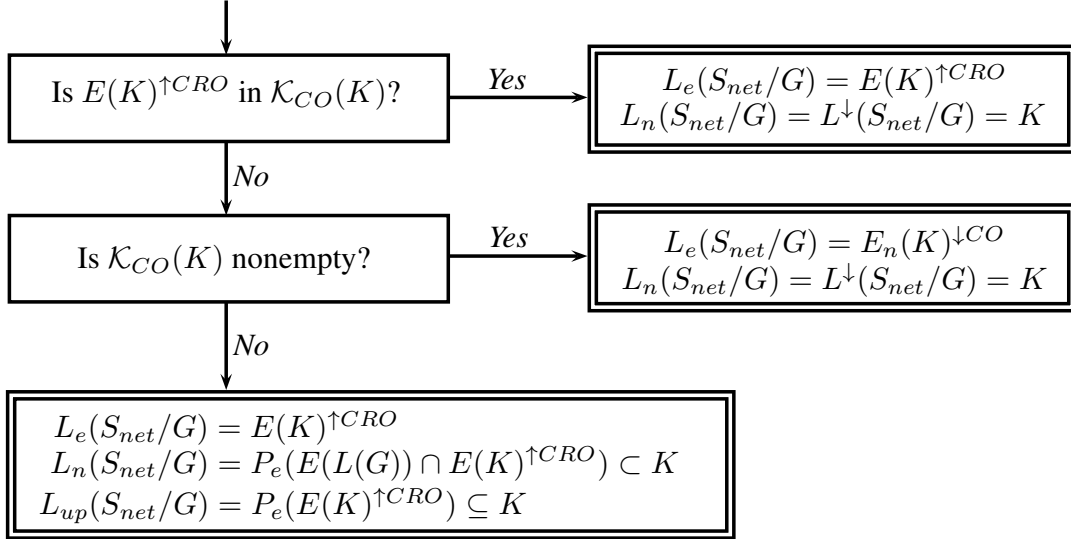 Is E(K)^{↑CRO} in 𝒦_{CO}(K)?
Yes
L_e(S_{net}/G) = E(K)^{↑CRO}
L_n(S_{net}/G) = L^↓(S_{net}/G) = K
No
Is 𝒦_{CO}(K) nonempty?
Yes
L_e(S_{net}/G) = E_n(K)^{↓CO}
L_n(S_{net}/G) = L^↓(S_{net}/G) = K
No
L_e(S_{net}/G) = E(K)^{↑CRO}
L_n(S_{net}/G) = P_e(E(L(G)) ∩ E(K)^{↑CRO}) ⊂ K
L_{up}(S_{net}/G) = P_e(E(K)^{↑CRO}) ⊆ K